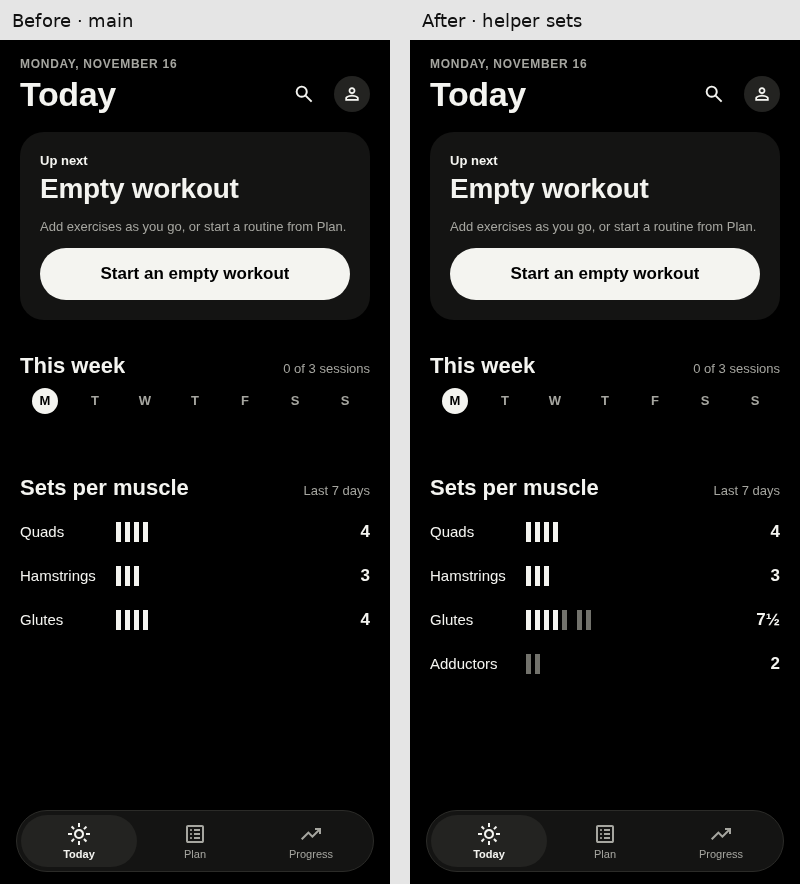 Before · main
MONDAY, NOVEMBER 16
Today
Up next
Empty workout
Add exercises as you go, or start a routine from Plan.
Start an empty workout
This week
0 of 3 sessions
M T W T F S S
Sets per muscle
Last 7 days
Quads 4
Hamstrings 3
Glutes 4
Today Plan Progress
After · helper sets
MONDAY, NOVEMBER 16
Today
Up next
Empty workout
Add exercises as you go, or start a routine from Plan.
Start an empty workout
This week
0 of 3 sessions
M T W T F S S
Sets per muscle
Last 7 days
Quads 4
Hamstrings 3
Glutes 7½
Adductors 2
Today Plan Progress